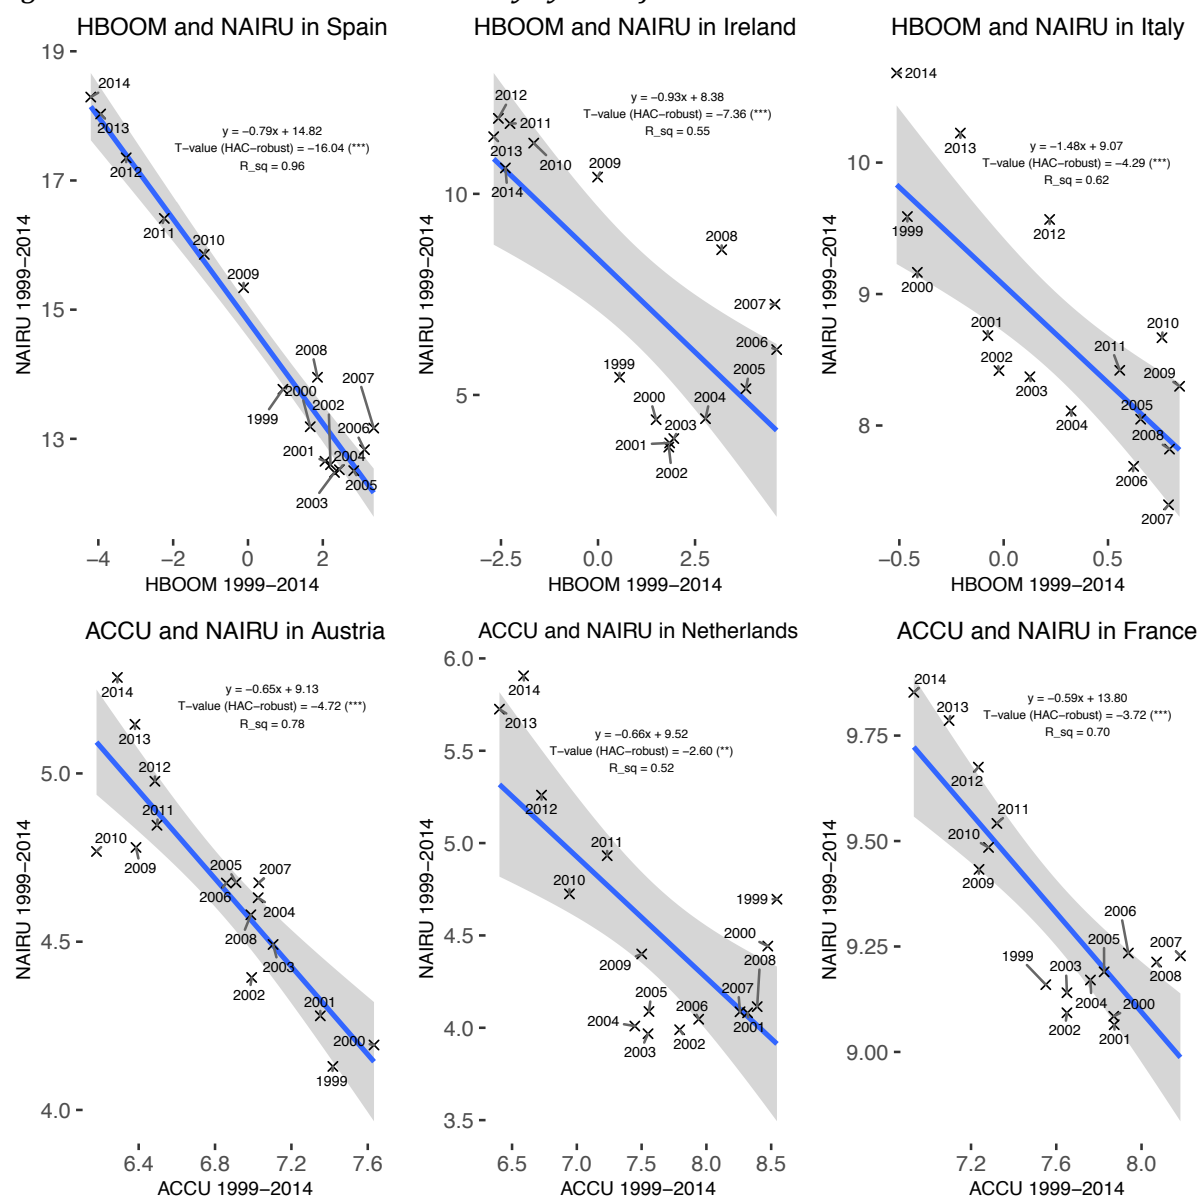 HBOOM and NAIRU in Spain
19
17
15
13
NAIRU 1999−2014
2014
2013
2012
2011
2010
2009
2008
2007
2000
2002
1999
2006
2001
2004
2005
2003
y = −0.79x + 14.82
T−value (HAC−robust) = −16.04 (***)
R_sq = 0.96
−4 −2 0 2
HBOOM 1999−2014
HBOOM and NAIRU in Ireland
10
5
NAIRU 1999−2014
2012
2011
2013
2010
2014
2009
2008
2007
2006
2005
1999
2000
2004
2003
2001
2002
y = −0.93x + 8.38
T−value (HAC−robust) = −7.36 (***)
R_sq = 0.55
−2.5 0.0 2.5
HBOOM 1999−2014
HBOOM and NAIRU in Italy
10
9
8
NAIRU 1999−2014
2014
2013
1999
2012
2000
2001
2010
2011
2002
2003
2009
2004
2005
2008
2006
2007
y = −1.48x + 9.07
T−value (HAC−robust) = −4.29 (***)
R_sq = 0.62
−0.5 0.0 0.5
HBOOM 1999−2014
ACCU and NAIRU in Austria
5.0
4.5
4.0
NAIRU 1999−2014
2014
2013
2012
2011
2010
2009
2005
2007
2006
2004
2008
2003
2002
2001
2000
1999
y = −0.65x + 9.13
T−value (HAC−robust) = −4.72 (***)
R_sq = 0.78
6.4 6.8 7.2 7.6
ACCU 1999−2014
ACCU and NAIRU in Netherlands
6.0
5.5
5.0
4.5
4.0
3.5
NAIRU 1999−2014
2014
2013
2012
2011
2010
1999
2000
2009
2008
2005
2007
2006
2004
2001
2002
2003
y = −0.66x + 9.52
T−value (HAC−robust) = −2.60 (**)
R_sq = 0.52
6.5 7.0 7.5 8.0 8.5
ACCU 1999−2014
ACCU and NAIRU in France
9.75
9.50
9.25
9.00
NAIRU 1999−2014
2014
2013
2012
2011
2010
2009
2006
2005
2007
1999
2003
2008
2004
2000
2002
2001
y = −0.59x + 13.80
T−value (HAC−robust) = −3.72 (***)
R_sq = 0.70
7.2 7.6 8.0
ACCU 1999−2014